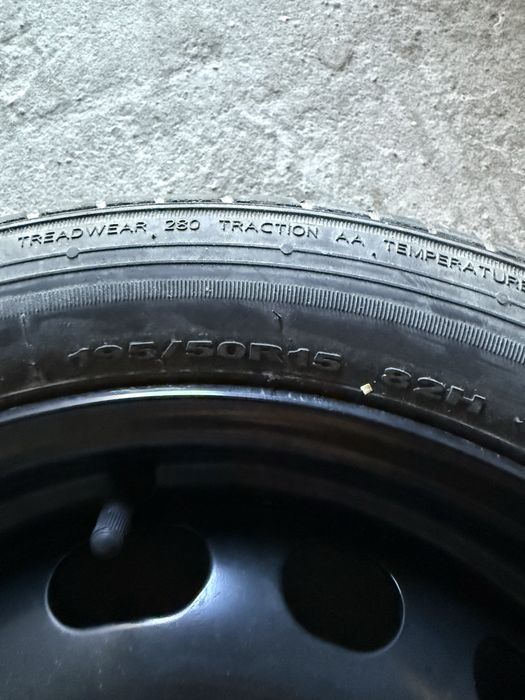 TREADWEAR 280 TRACTION AA TEMPERATURE
195/50R15 82H